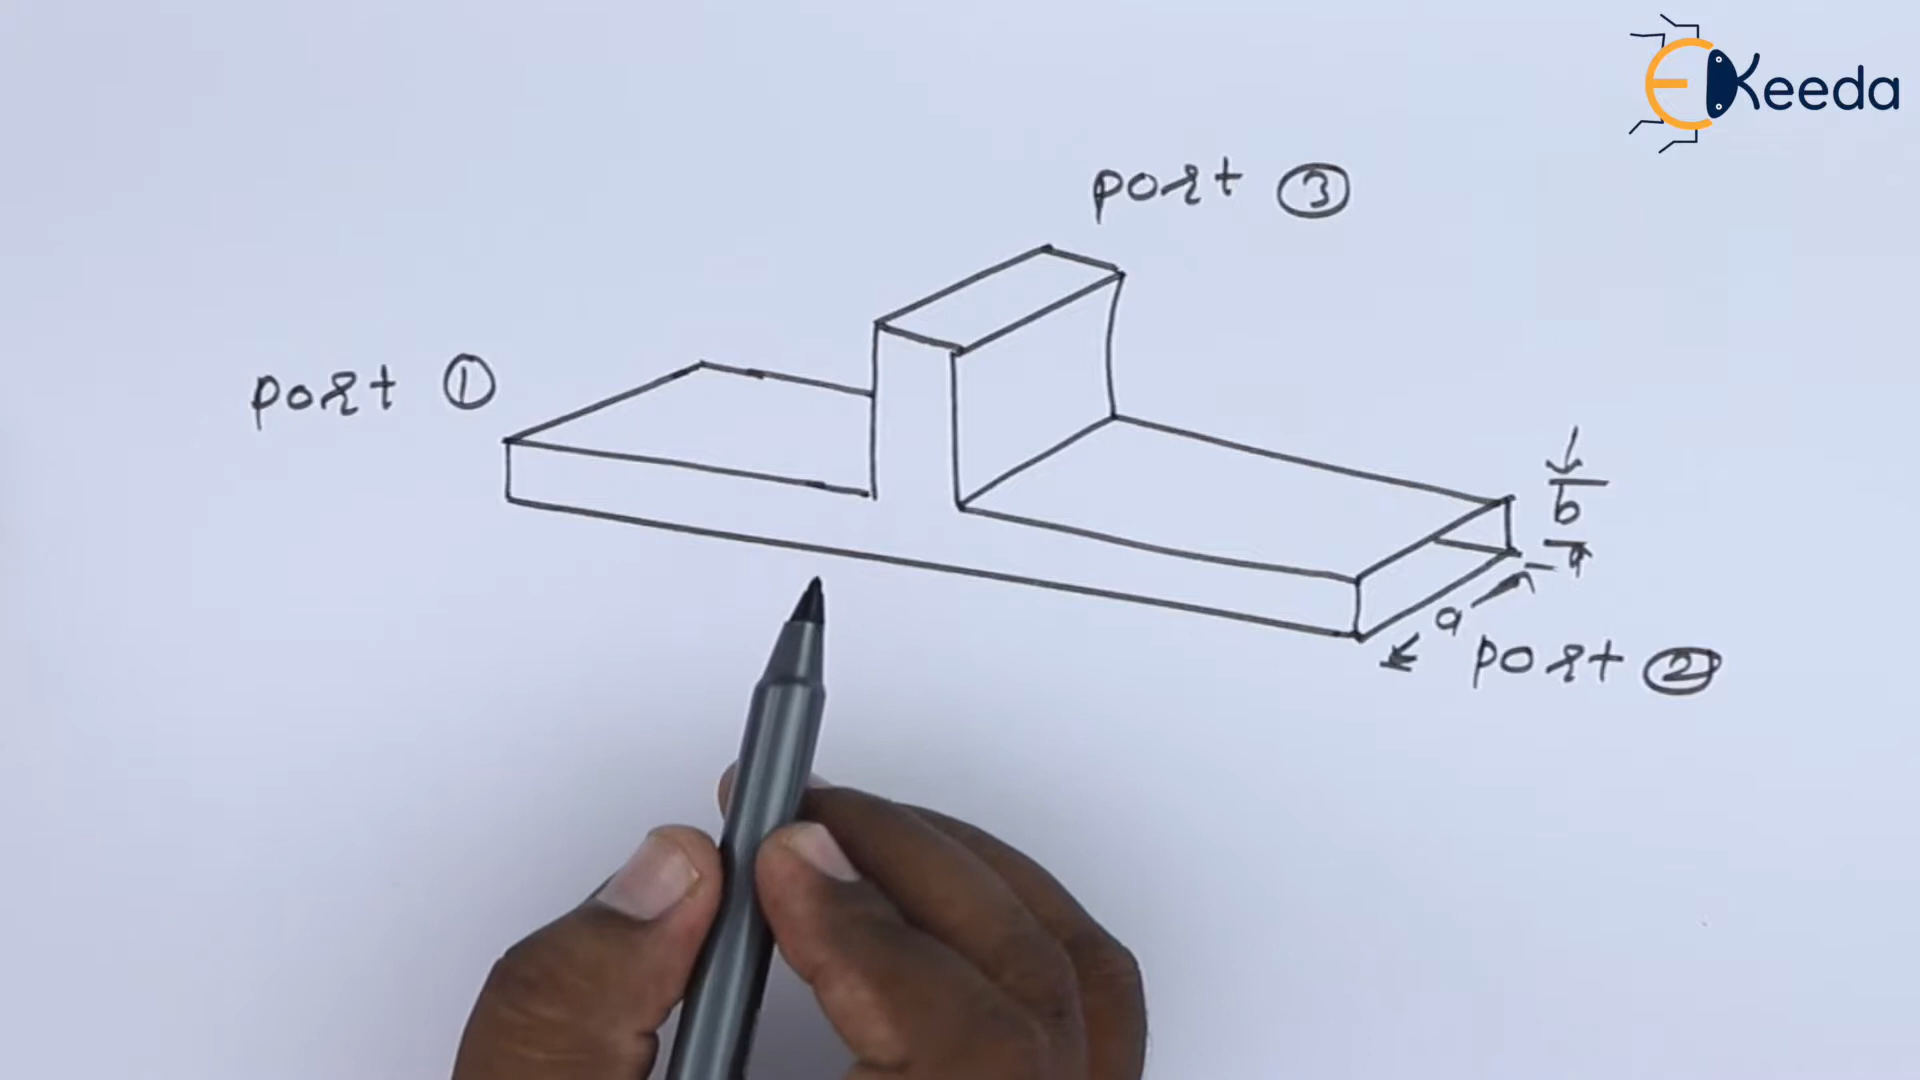 EKeeda
port ③
port ①
b
a
port ②